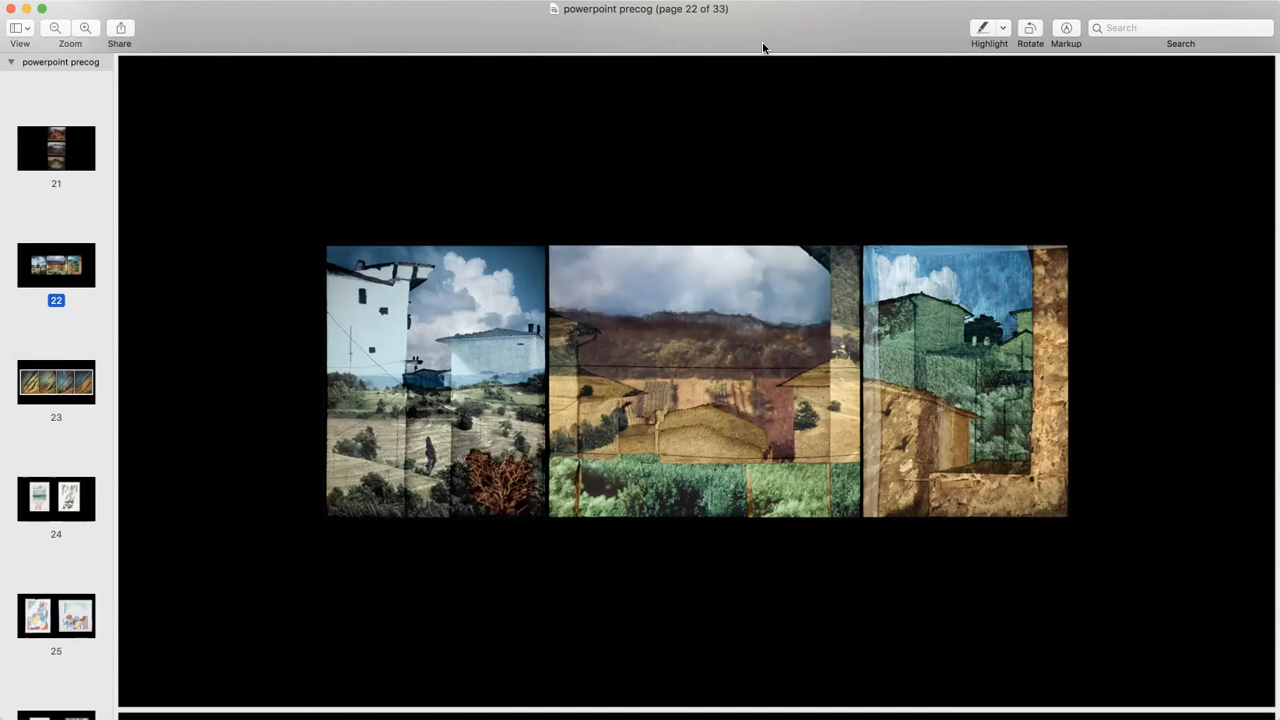 powerpoint precog (page 22 of 33)
View
Zoom
Share
Highlight
Rotate
Markup
Search
Search
powerpoint precog
21
22
23
24
25